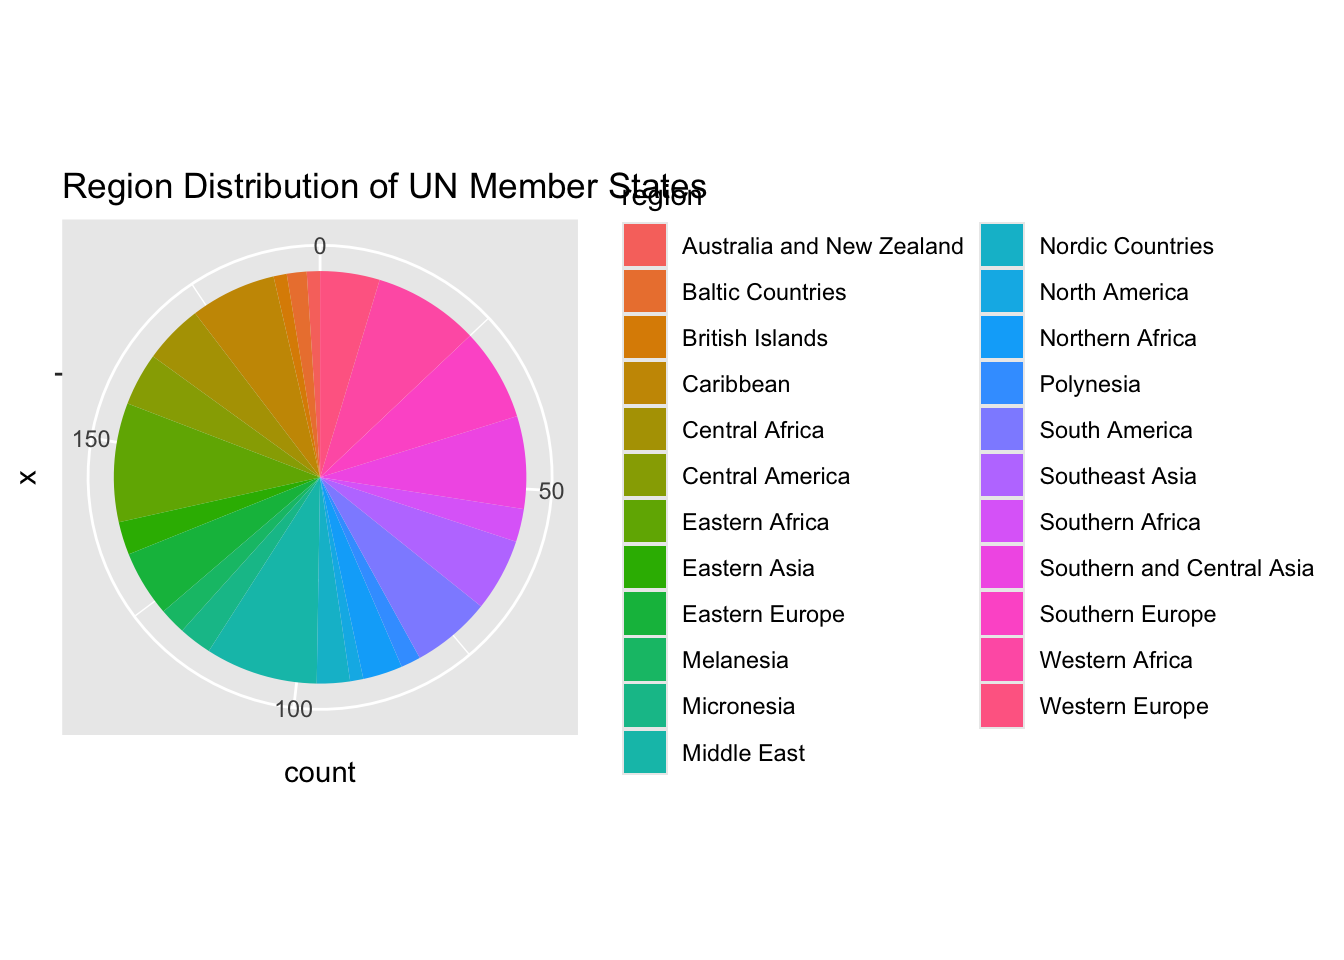 Region Distribution of UN Member States
region
0
50
100
150
x
count
Australia and New Zealand
Baltic Countries
British Islands
Caribbean
Central Africa
Central America
Eastern Africa
Eastern Asia
Eastern Europe
Melanesia
Micronesia
Middle East
Nordic Countries
North America
Northern Africa
Polynesia
South America
Southeast Asia
Southern Africa
Southern and Central Asia
Southern Europe
Western Africa
Western Europe